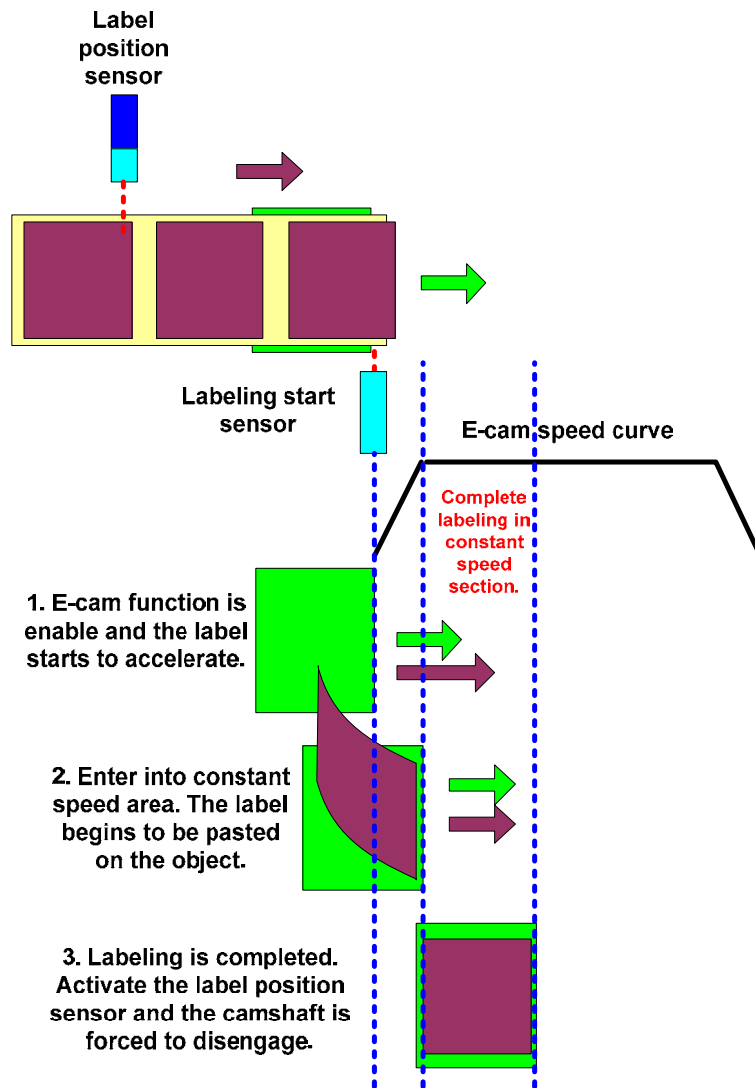 Label
position
sensor
Labeling start
sensor
E-cam speed curve
Complete
labeling in
constant
speed
section.
1. E-cam function is
enable and the label
starts to accelerate.
2. Enter into constant
speed area. The label
begins to be pasted
on the object.
3. Labeling is completed.
Activate the label position
sensor and the camshaft is
forced to disengage.